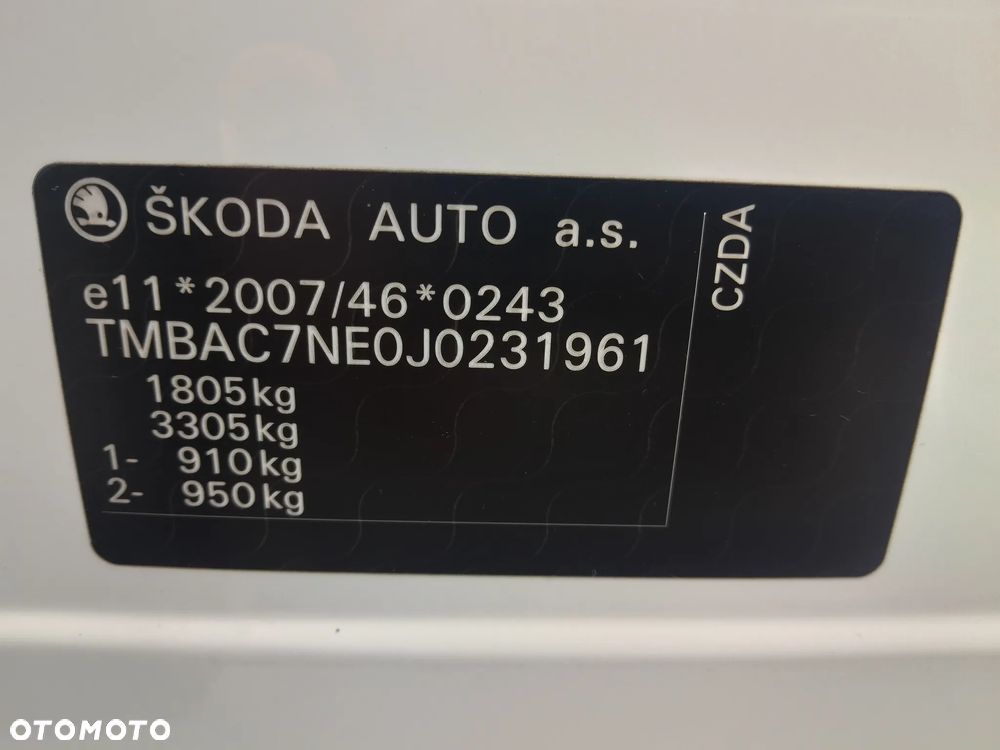 ŠKODA AUTO a.s.
e11*2007/46*0243
TMBAC7NE0J0231961
1805kg
3305kg
1- 910kg
2- 950kg
CZDA
OTOMOTO